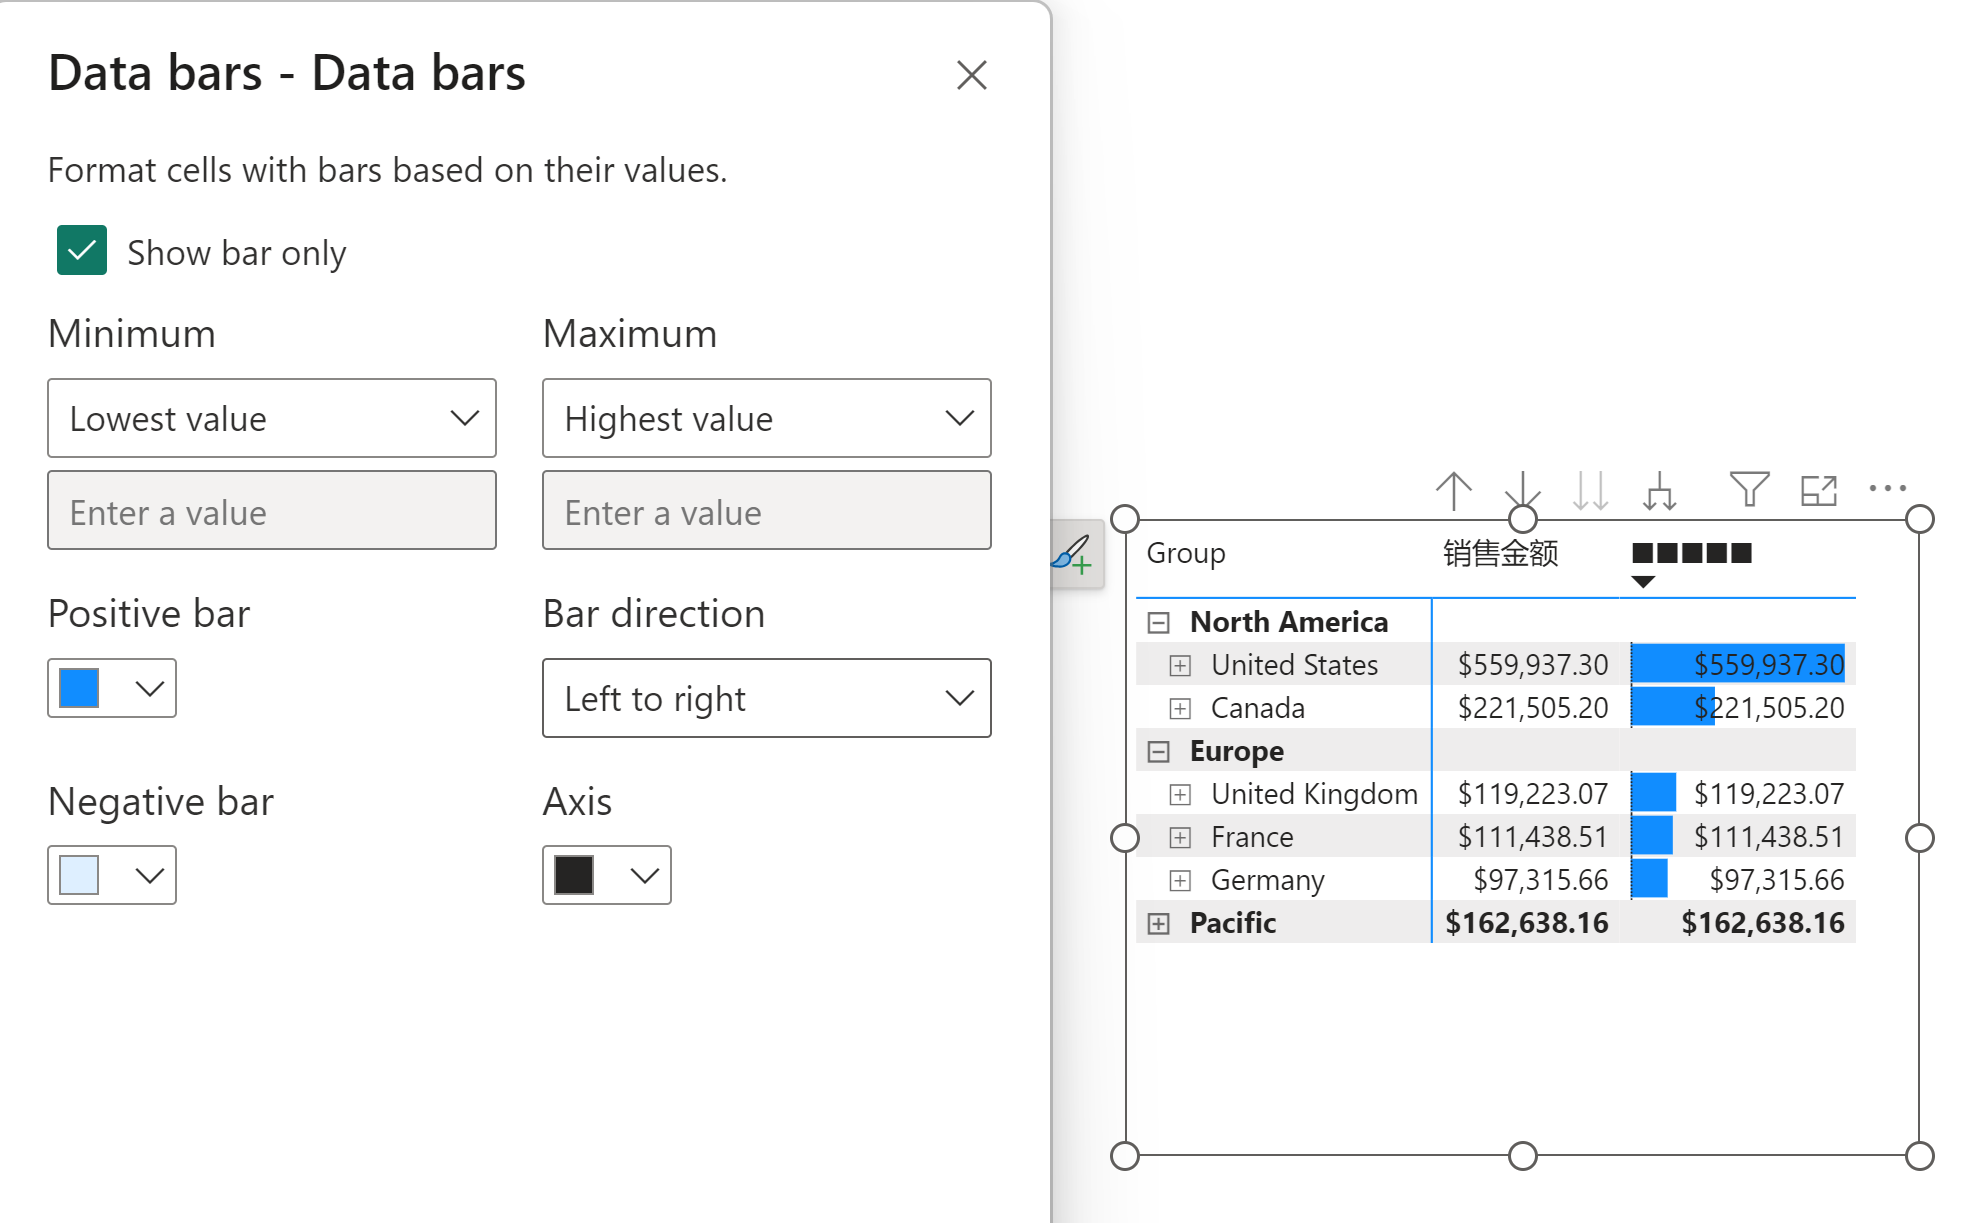 Data bars - Data bars
Format cells with bars based on their values.
Show bar only
Minimum
Maximum
Lowest value
Highest value
Enter a value
Enter a value
Positive bar
Bar direction
Left to right
Negative bar
Axis
Group 销售金额 ■■■■■
North America
United States $559,937.30 $559,937.30
Canada $221,505.20 $221,505.20
Europe
United Kingdom $119,223.07 $119,223.07
France $111,438.51 $111,438.51
Germany $97,315.66 $97,315.66
Pacific $162,638.16 $162,638.16